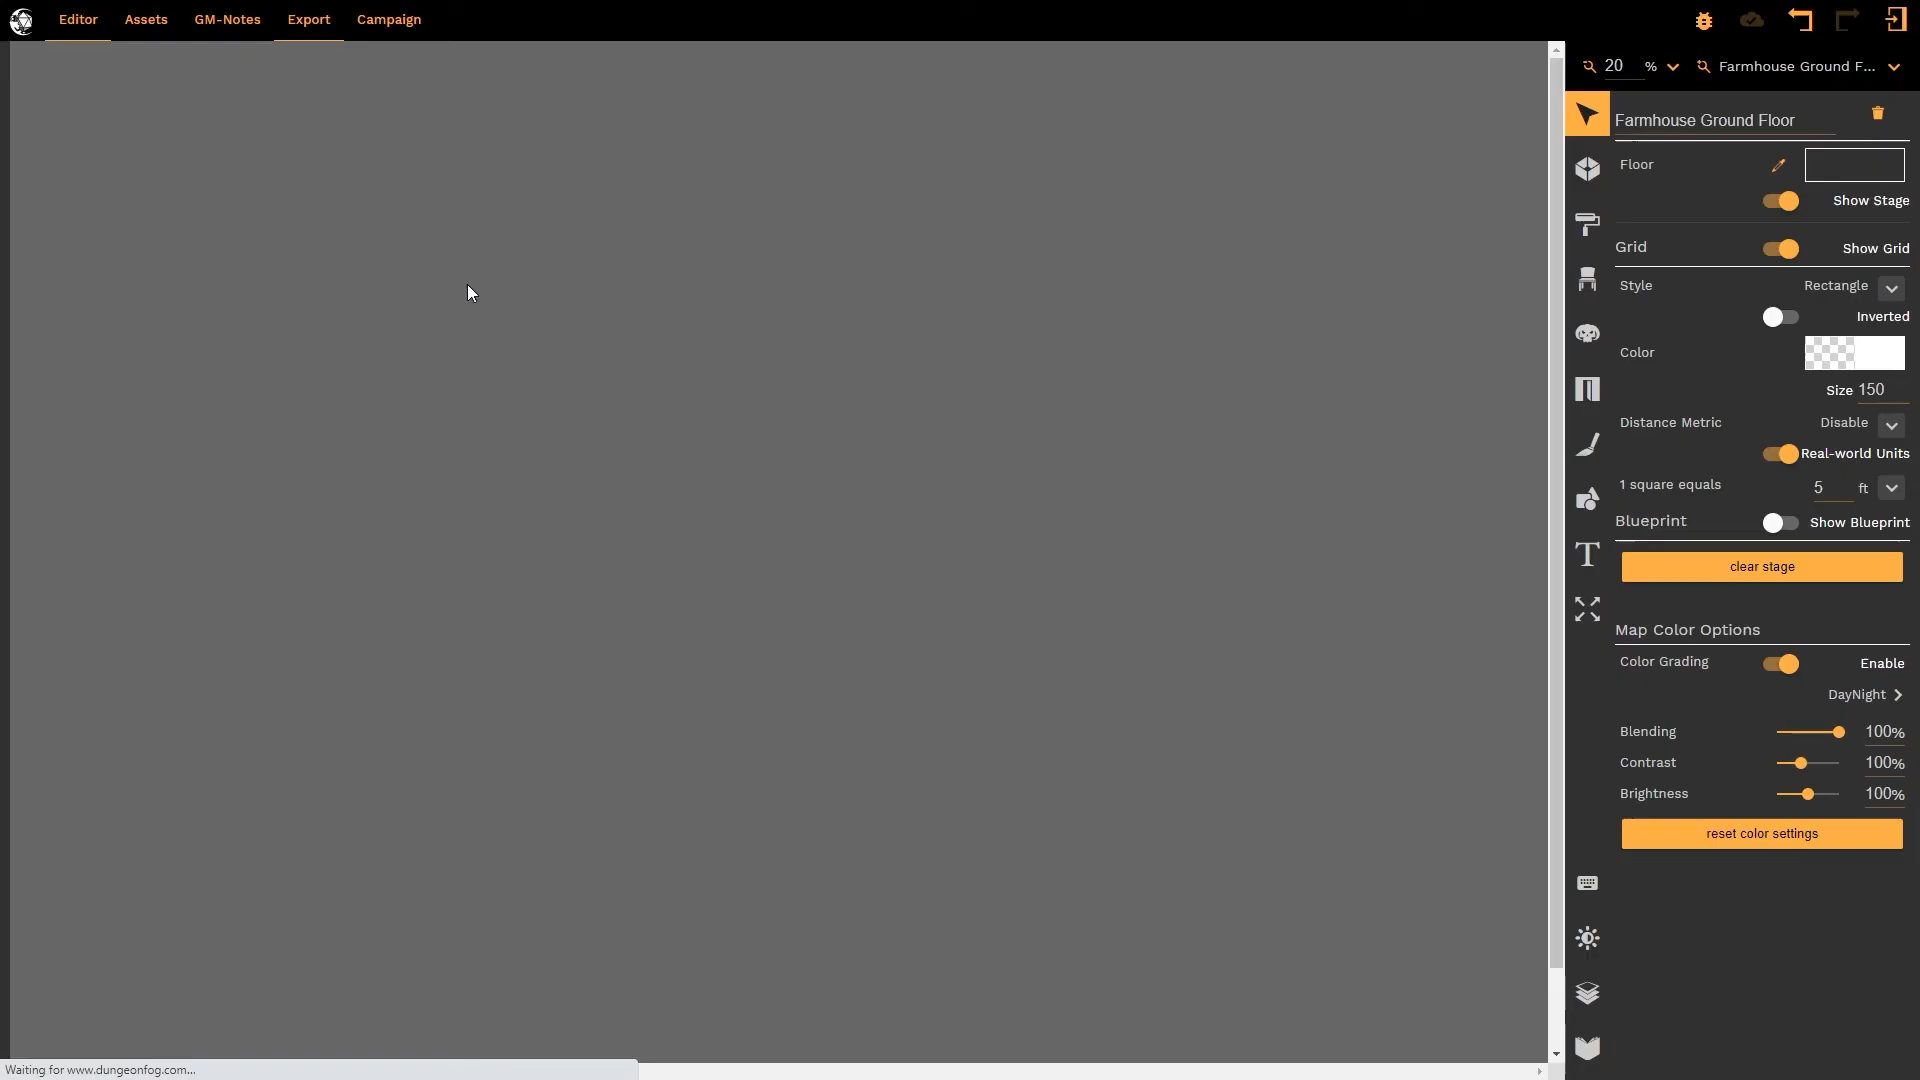 Editor Assets GM-Notes Export Campaign
20 % Farmhouse Ground F...
Farmhouse Ground Floor
Floor
Show Stage
Grid Show Grid
Style Rectangle
Inverted
Color
Size 150
Distance Metric Disable
Real-world Units
1 square equals 5 ft
Blueprint Show Blueprint
clear stage
Map Color Options
Color Grading Enable
DayNight
Blending 100%
Contrast 100%
Brightness 100%
reset color settings
T
Waiting for www.dungeonfog.com...